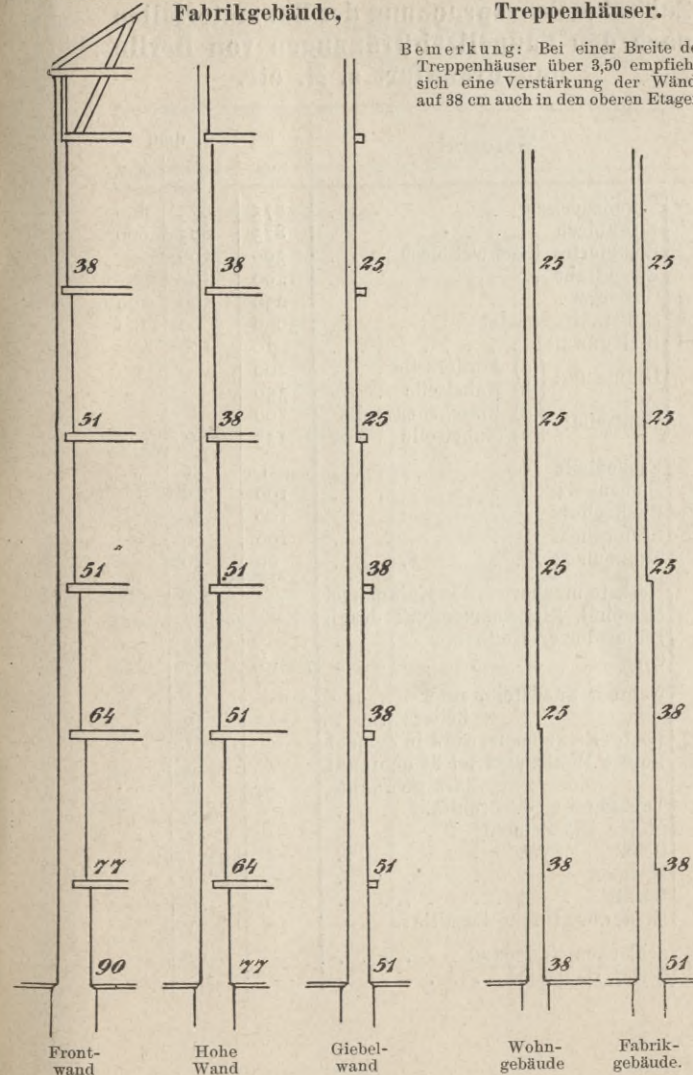 Fabrikgebäude, Treppenhäuser.
Bemerkung: Bei einer Breite de
Treppenhäuser über 3,50 empfieh
sich eine Verstärkung der Wänd
auf 38 cm auch in den oberen Etage
38 38 25 25 25
51 38 25 25 25
51 51 38 25 25
64 51 38 25 38
77 64 51 38 38
90 77 51 38 51
Front-
wand
Hohe
Wand
Giebel-
wand
Wohn-
gebäude
Fabrik-
gebäude.